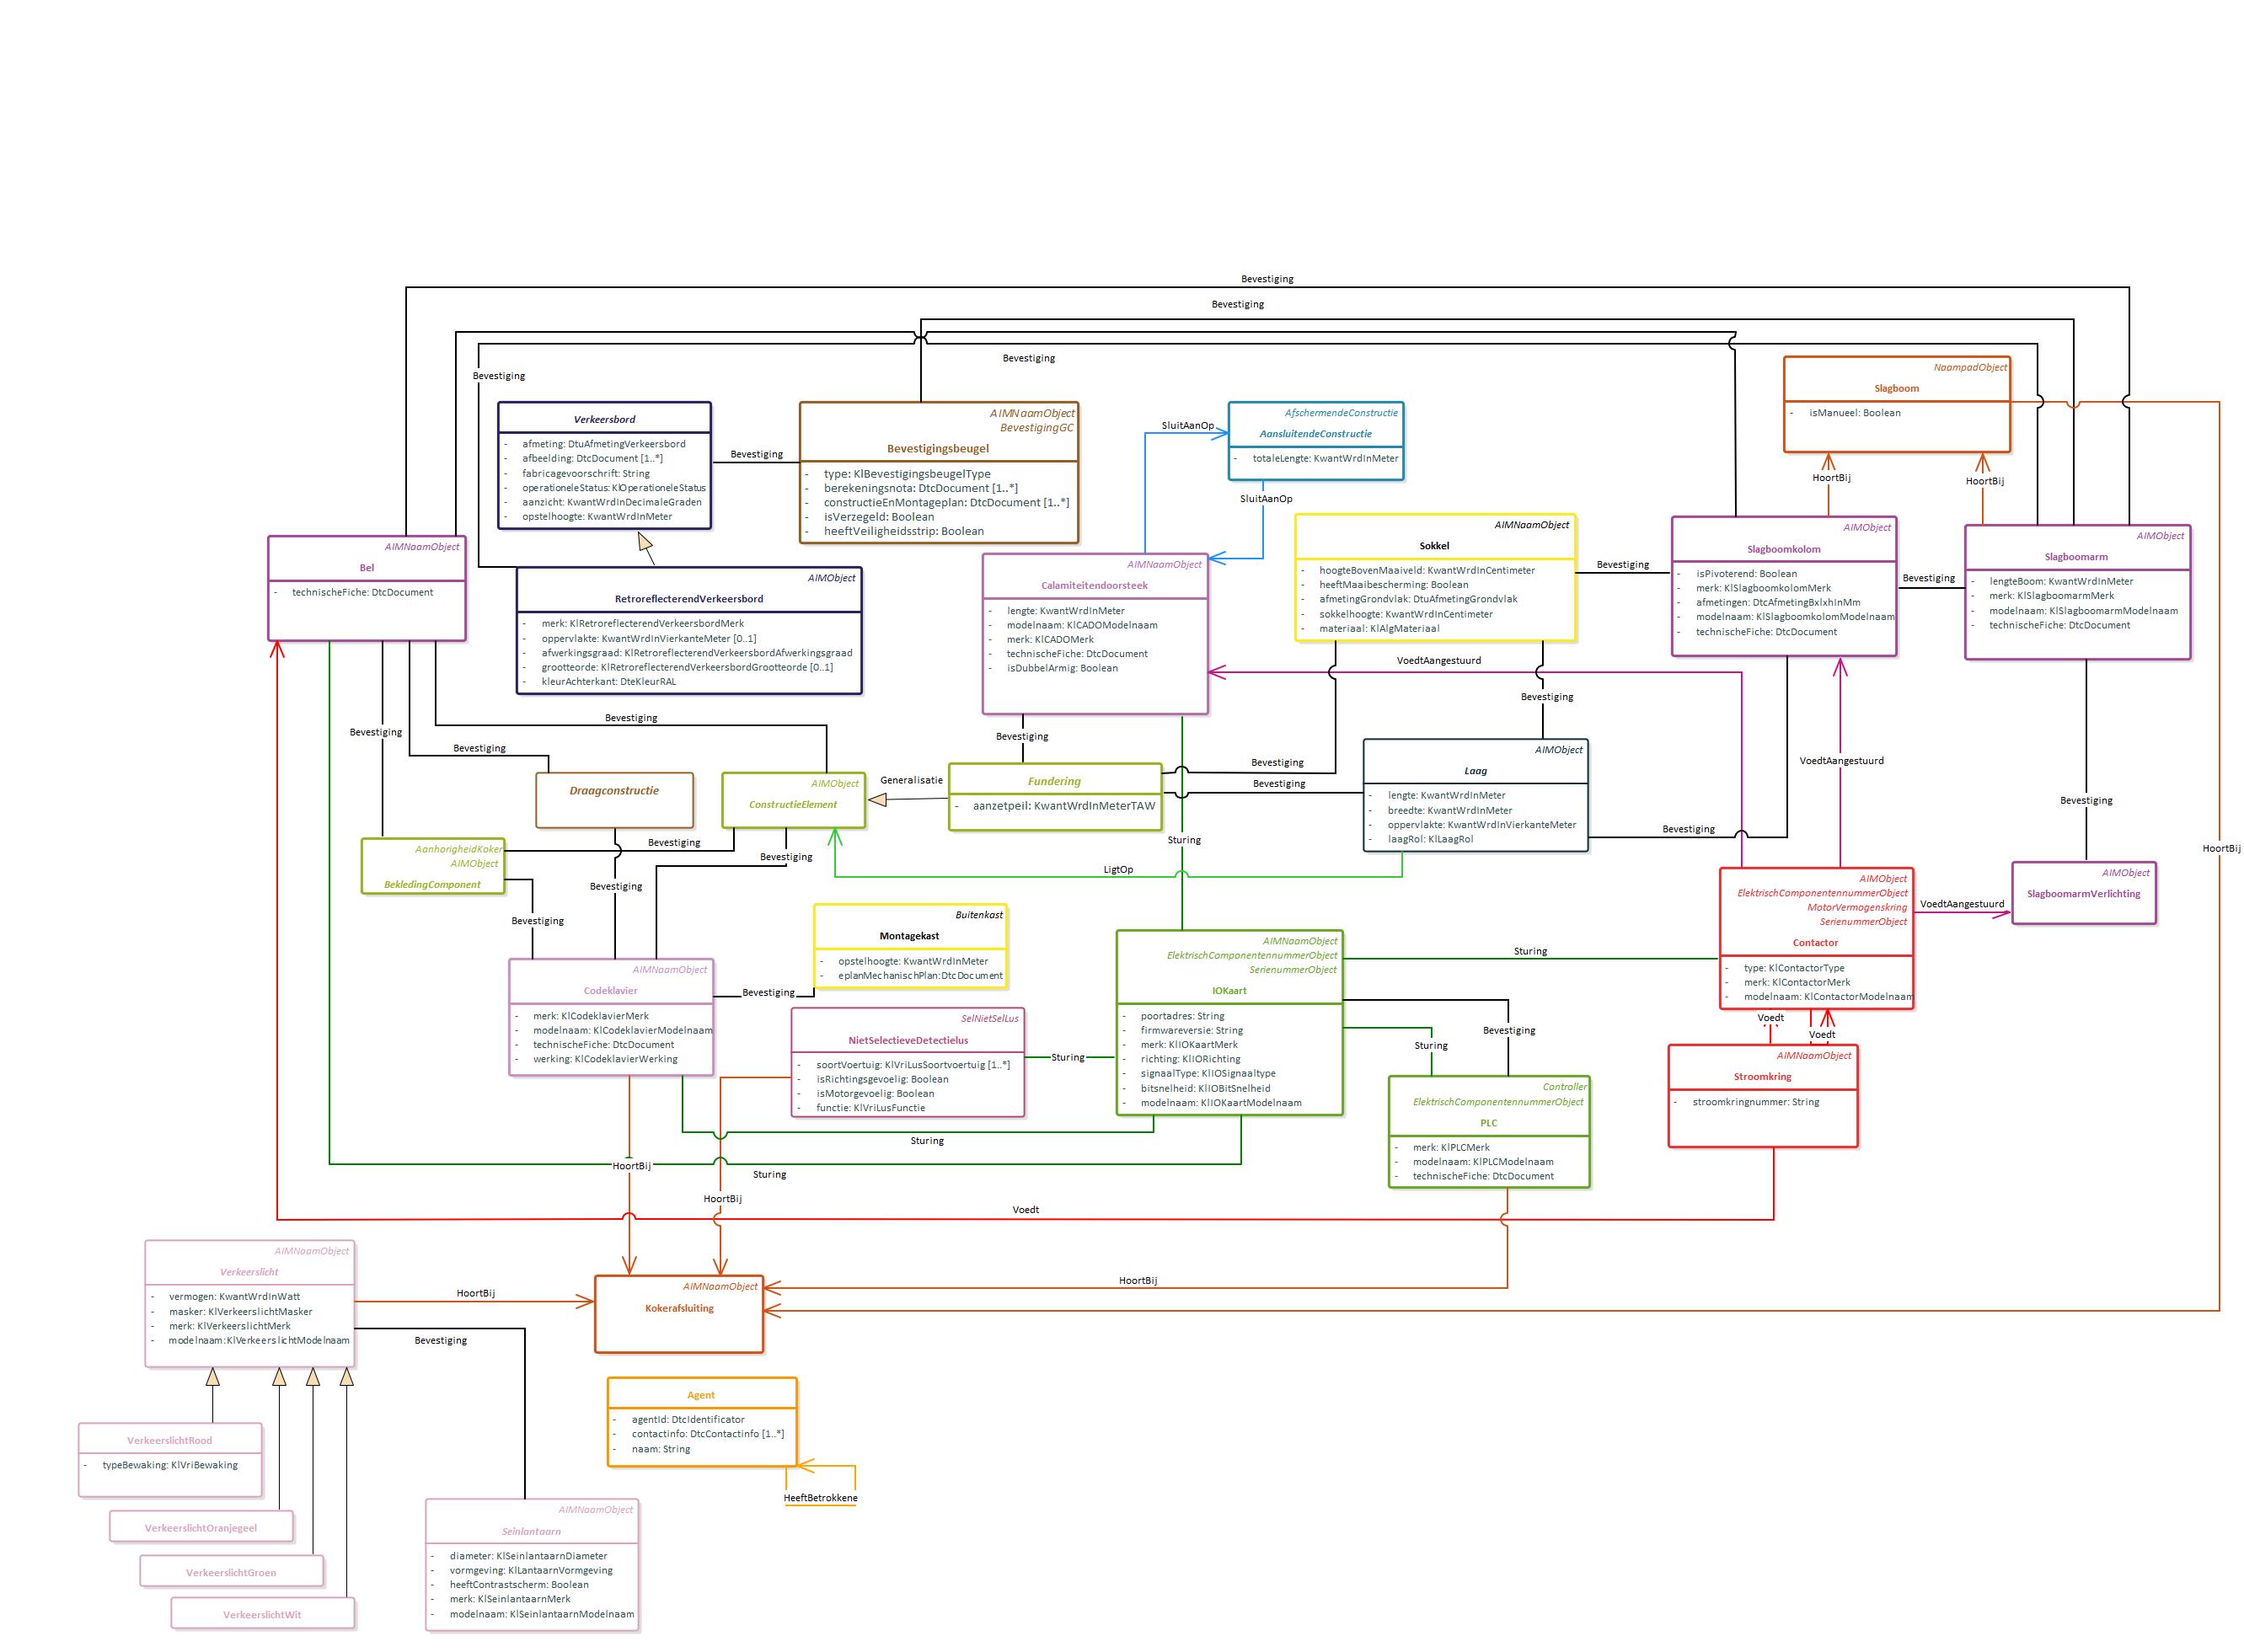 Bevestiging
Bevestiging
Bevestiging
Bevestiging
NaampadObject
Slagboom
- isManueel: Boolean
Verkeersbord
- afmeting: DtuAfmetingVerkeersbord
- afbeelding: DtcDocument [1..*]
- fabricagevoorschrift: String
- operationeleStatus: KlOperationeleStatus
- aanzicht: KwantWrdInDecimaleGraden
- opstelhoogte: KwantWrdInMeter
Bevestiging
AIMNaamObject
BevestigingGC
Bevestigingsbeugel
- type: KlBevestigingsbeugelType
- berekeningsnota: DtcDocument [1..*]
- constructieEnMontageplan: DtcDocument [1..*]
- isVerzegeld: Boolean
- heeftVeiligheidsstrip: Boolean
SluitAanOp
AfschermendeConstructie
AansluitendeConstructie
- totaleLengte: KwantWrdInMeter
SluitAanOp
HoortBij
HoortBij
AIMNaamObject
Bel
- technischeFiche: DtcDocument
AIMObject
RetroreflecterendVerkeersbord
- merk: KlRetroreflecterendVerkeersbordMerk
- oppervlakte: KwantWrdInVierkanteMeter [0..1]
- afwerkingsgraad: KlRetroreflecterendVerkeersbordAfwerkingsgraad
- grootteorde: KlRetroreflecterendVerkeersbordGrootteorde [0..1]
- kleurAchterkant: DteKleurRAL
AIMNaamObject
Calamiteitendoorsteek
- lengte: KwantWrdInMeter
- modelnaam: KlCADOModelnaam
- merk: KlCADOMerk
- technischeFiche: DtcDocument
- isDubbelArmig: Boolean
AIMNaamObject
Sokkel
- hoogteBovenMaaiveld: KwantWrdInCentimeter
- heeftMaaibescherming: Boolean
- afmetingGrondvlak: DtuAfmetingGrondvlak
- sokkelhoogte: KwantWrdInCentimeter
- materiaal: KlAlgMateriaal
Bevestiging
AIMObject
Slagboomkolom
- isPivoterend: Boolean
- merk: KlSlagboomkolomMerk
- afmetingen: DtcAfmetingBxlxhInMm
- modelnaam: KlSlagboomkolomModelnaam
- technischeFiche: DtcDocument
Bevestiging
AIMObject
Slagboomarm
- lengteBoom: KwantWrdInMeter
- merk: KlSlagboomarmMerk
- modelnaam: KlSlagboomarmModelnaam
- technischeFiche: DtcDocument
VoedtAangestuurd
Bevestiging
Bevestiging
Bevestiging
Bevestiging
Bevestiging
VoedtAangestuurd
Bevestiging
Draagconstructie
AIMObject
ConstructieElement
Generalisatie
Fundering
- aanzetpeil: KwantWrdInMeterTAW
Bevestiging
Bevestiging
AIMObject
Laag
- lengte: KwantWrdInMeter
- breedte: KwantWrdInMeter
- oppervlakte: KwantWrdInVierkanteMeter
- laagRol: KlLaagRol
Bevestiging
Sturing
AanhorigheidKoker
AIMObject
BekledingComponent
Bevestiging
Bevestiging
Bevestiging
Bevestiging
LigtOp
HoortBij
AIMObject
ElektrischComponentennummerObject
MotorVermogenskring
SerienummerObject
Contactor
- type: KlContactorType
- merk: KlContactorMerk
- modelnaam: KlContactorModelnaam
VoedtAangestuurd
AIMObject
SlagboomarmVerlichting
Buitenkast
Montagekast
- opstelhoogte: KwantWrdInMeter
- eplanMechanischPlan: DtcDocument
AIMNaamObject
Codeklavier
- merk: KlCodeklavierMerk
- modelnaam: KlCodeklavierModelnaam
- technischeFiche: DtcDocument
- werking: KlCodeklavierWerking
Bevestiging
SelNietSelLus
NietSelectieveDetectielus
- soortVoertuig: KlVriLusSoortvoertuig [1..*]
- isRichtingsgevoelig: Boolean
- isMotorgevoelig: Boolean
- functie: KlVriLusFunctie
Sturing
AIMNaamObject
ElektrischComponentennummerObject
SerienummerObject
IOKaart
- poortadres: String
- firmwareversie: String
- merk: KlIOKaartMerk
- richting: KlIORichting
- signaalType: KlIOSignaaltype
- bitsnelheid: KlIOBitSnelheid
- modelnaam: KlIOKaartModelnaam
Sturing
Bevestiging
Sturing
Voedt
Voedt
AIMNaamObject
Stroomkring
- stroomkringnummer: String
Controller
ElektrischComponentennummerObject
PLC
- merk: KlPLCMerk
- modelnaam: KlPLCModelnaam
- technischeFiche: DtcDocument
Sturing
HoortBij
Sturing
HoortBij
Voedt
AIMNaamObject
Verkeerslicht
- vermogen: KwantWrdInWatt
- masker: KlVerkeerslichtMasker
- merk: KlVerkeerslichtMerk
- modelnaam: KlVerkeerslichtModelnaam
HoortBij
AIMNaamObject
Kokerafsluiting
HoortBij
Bevestiging
Agent
- agentId: DtcIdentificator
- contactinfo: DtcContactinfo [1..*]
- naam: String
HeeftBetrokkene
VerkeerslichtRood
- typeBewaking: KlVriBewaking
VerkeerslichtOranjegeel
VerkeerslichtGroen
VerkeerslichtWit
AIMNaamObject
Seinlantaarn
- diameter: KlSeinlantaarnDiameter
- vormgeving: KlLantaarnVormgeving
- heeftContrastscherm: Boolean
- merk: KlSeinlantaarnMerk
- modelnaam: KlSeinlantaarnModelnaam